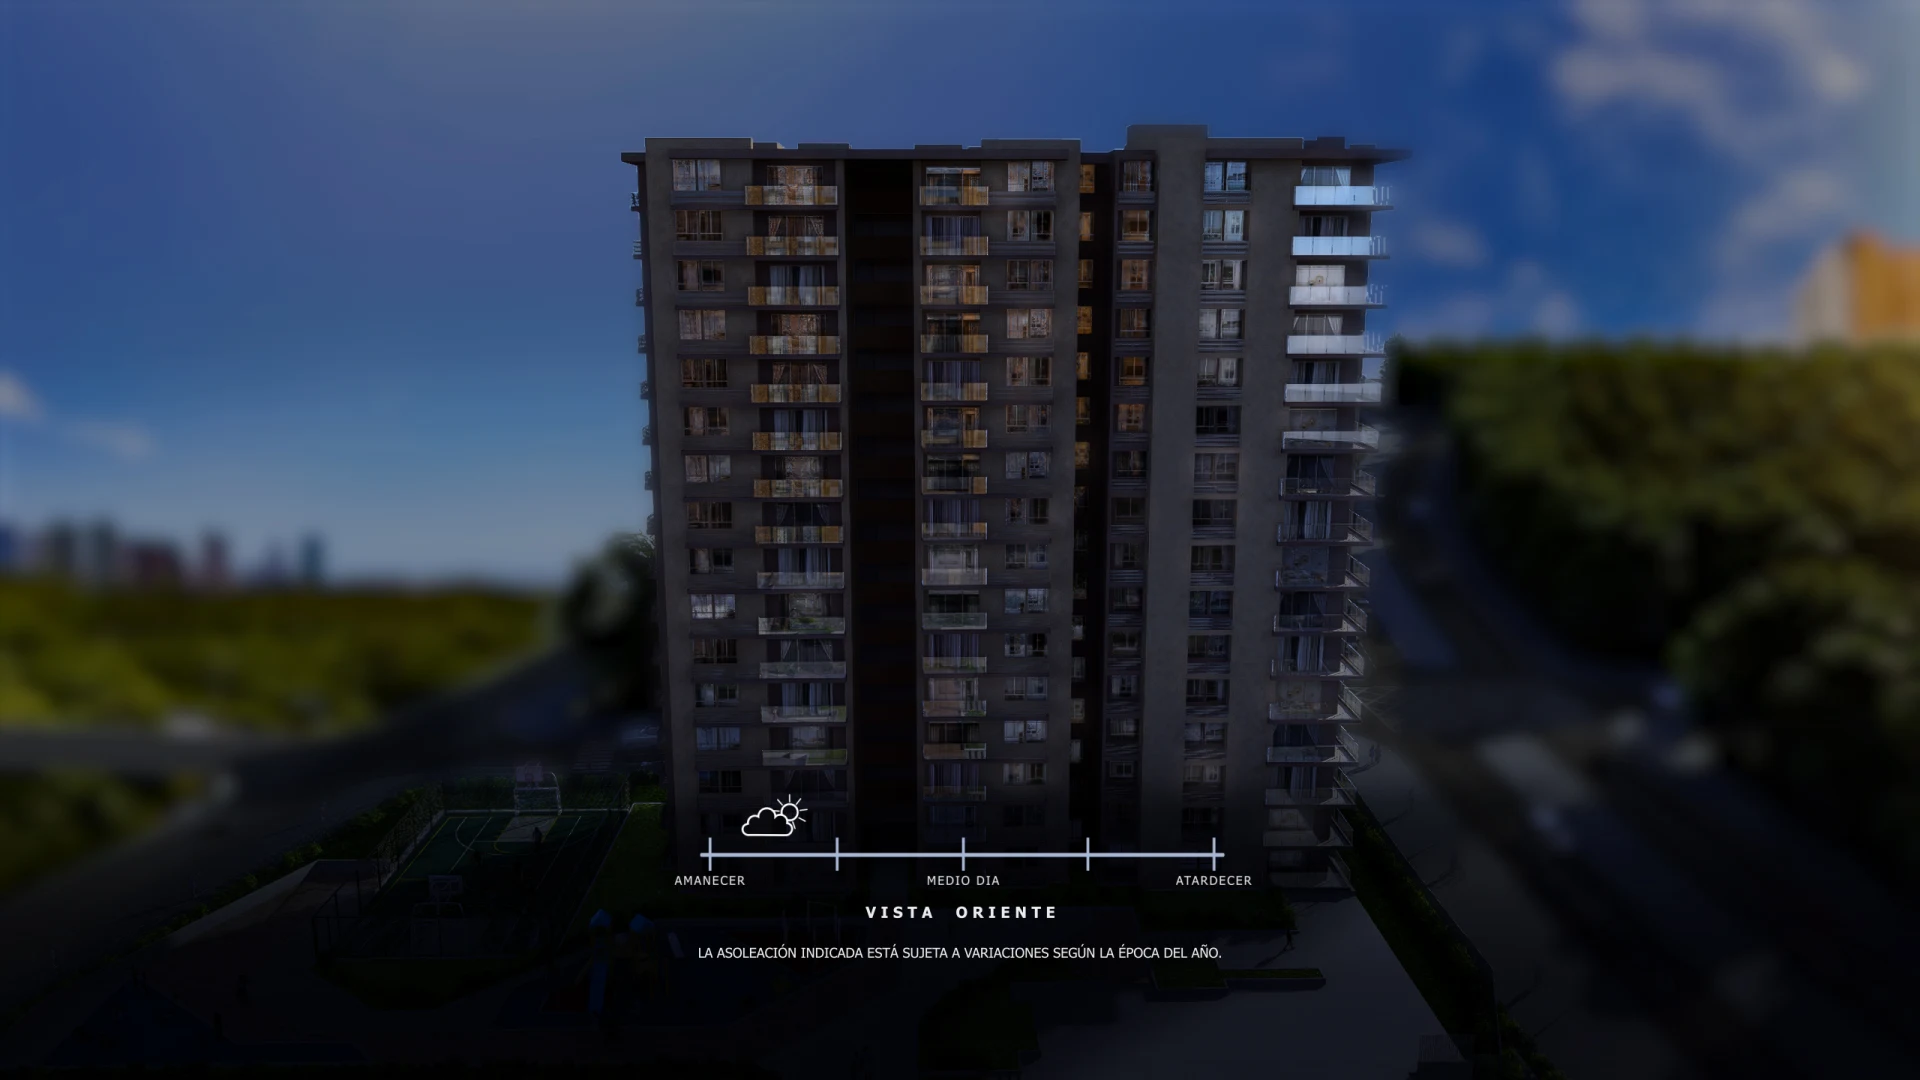 AMANECER MEDIO DIA ATARDECER
VISTA ORIENTE
LA ASOLEACIÓN INDICADA ESTÁ SUJETA A VARIACIONES SEGÚN LA ÉPOCA DEL AÑO.